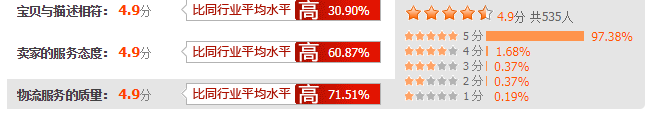 宝贝与描述相符： 4.9分 比同行业平均水平 高 30.90%
卖家的服务态度： 4.9分 比同行业平均水平 高 60.87%
物流服务的质量： 4.9分 比同行业平均水平 高 71.51%
4.9分 共535人
5分 97.38%
4分 1.68%
3分 0.37%
2分 0.37%
1分 0.19%